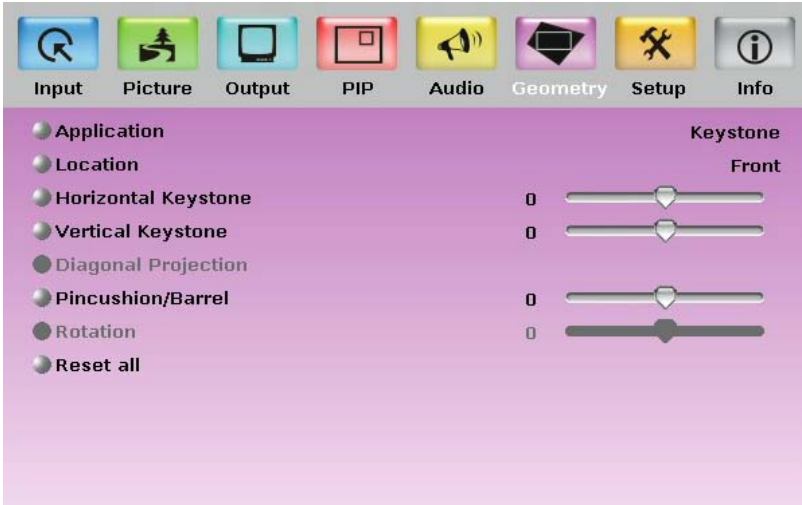 Input Picture Output PIP Audio Geometry Setup Info
Application Keystone
Location Front
Horizontal Keystone 0
Vertical Keystone 0
Diagonal Projection
Pincushion/Barrel 0
Rotation 0
Reset all